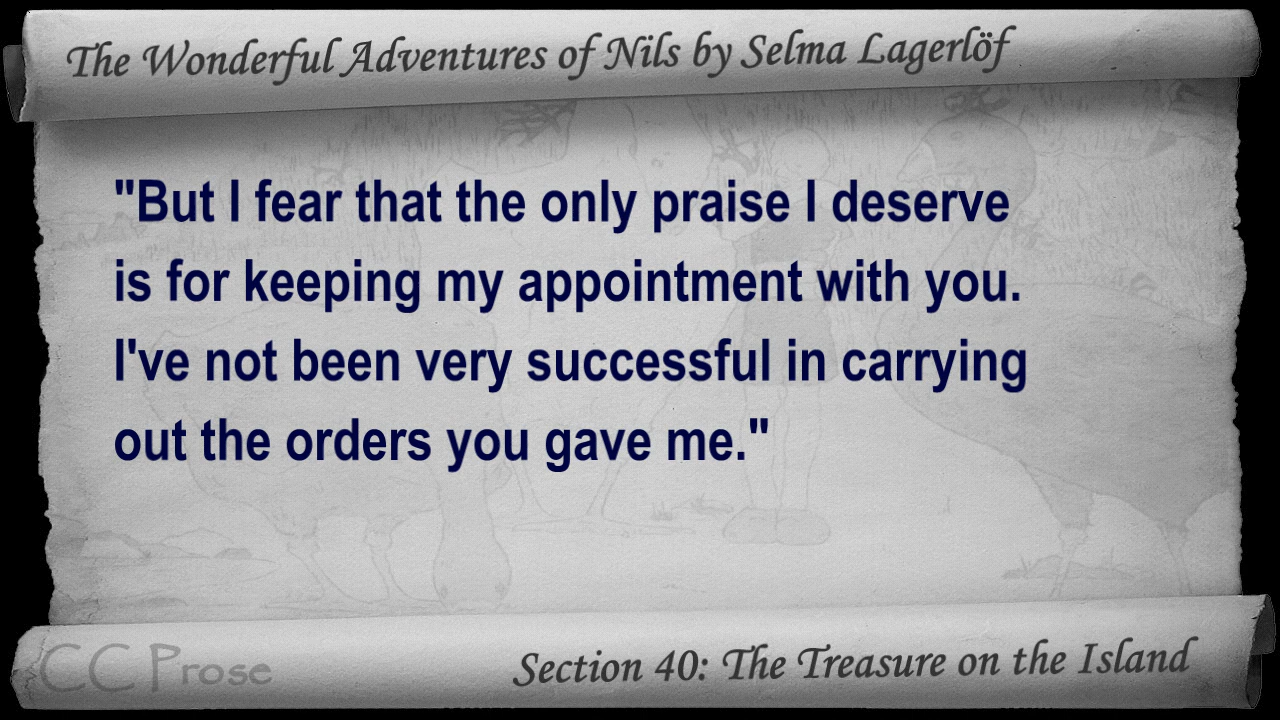 The Wonderful Adventures of Nils by Selma Lagerlöf
"But I fear that the only praise I deserve
is for keeping my appointment with you.
I've not been very successful in carrying
out the orders you gave me."
CC Prose
Section 40: The Treasure on the Island